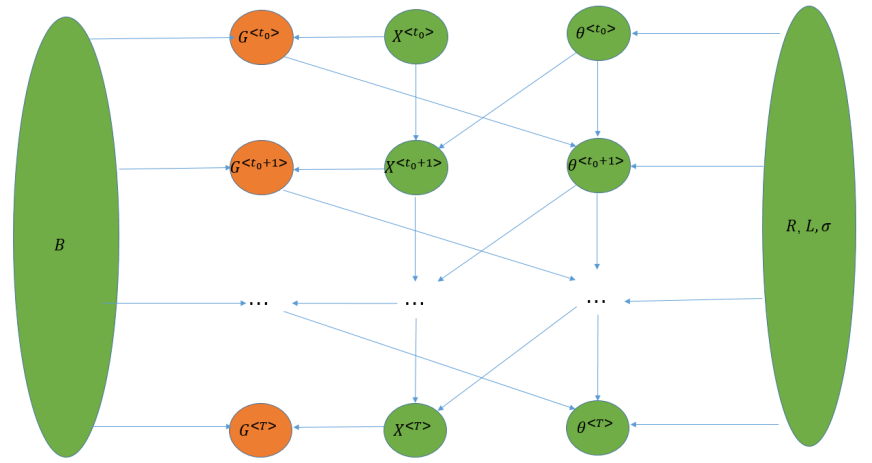 G<t₀> X<t₀> θ<t₀>
G<t₀+1> X<t₀+1> θ<t₀+1>
B R, L, σ
... ... ...
G<T> X<T> θ<T>